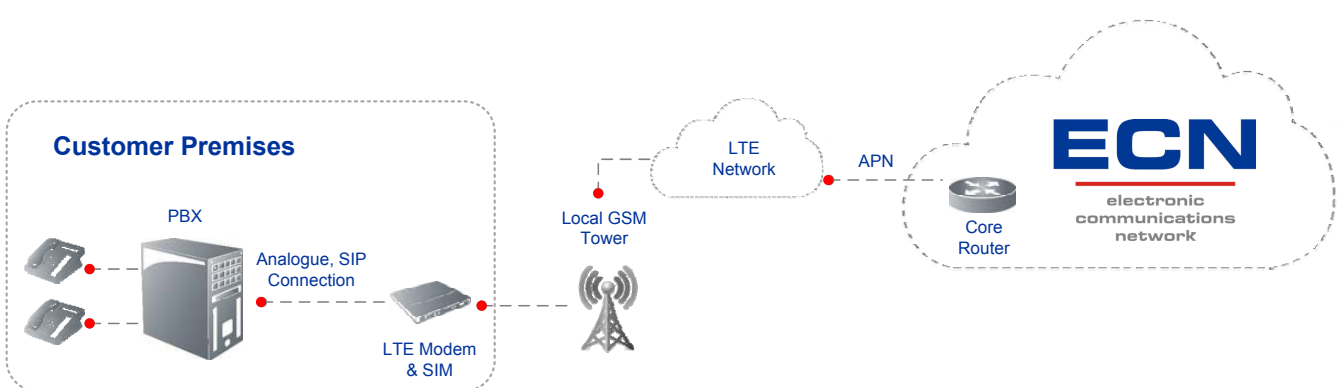 Customer Premises
PBX
Analogue, SIP
Connection
LTE Modem
& SIM
Local GSM
Tower
LTE
Network
APN
Core
Router
ECN
electronic
communications
network